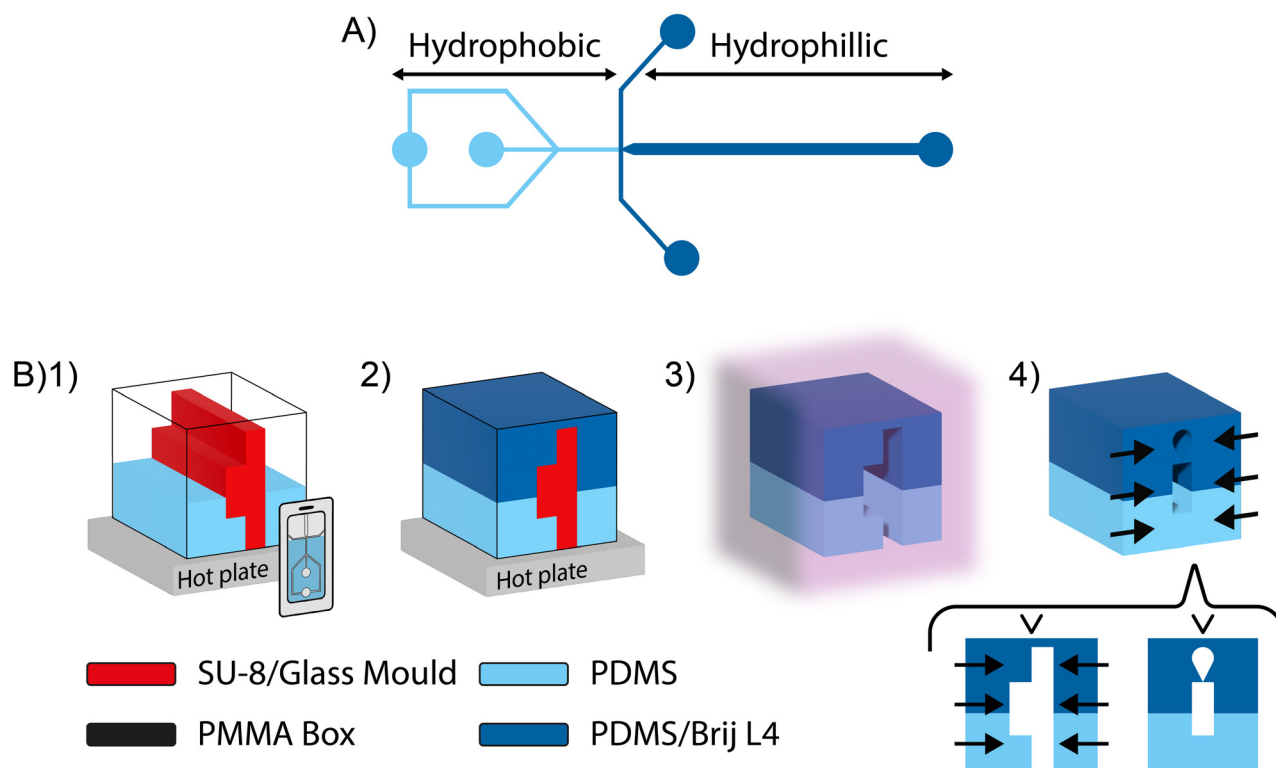 A)
Hydrophobic
Hydrophillic
B)1)
2)
3)
4)
Hot plate
Hot plate
SU-8/Glass Mould
PDMS
PMMA Box
PDMS/Brij L4